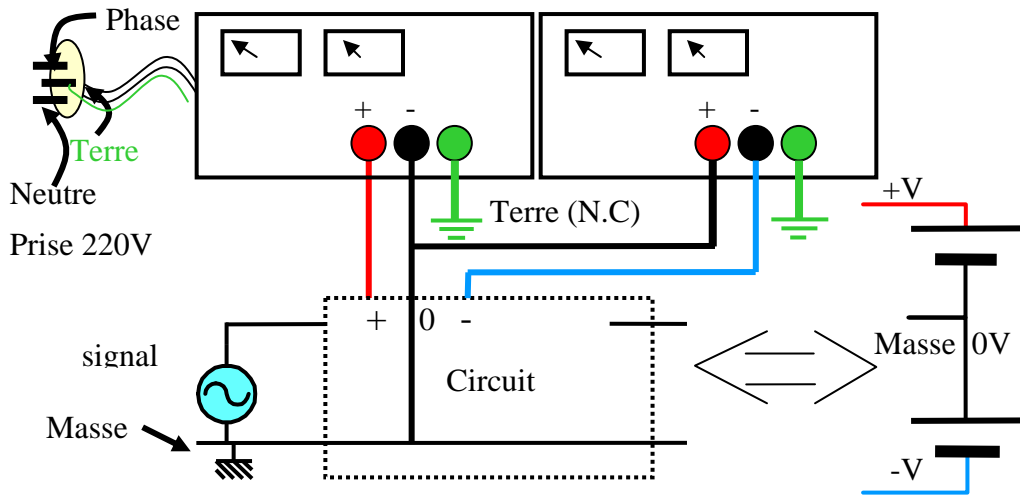 Phase
+ -
+ -
Terre
Neutre
Prise 220V
Terre (N.C)
+V
+ 0 -
signal
Circuit
Masse 0V
Masse
-V